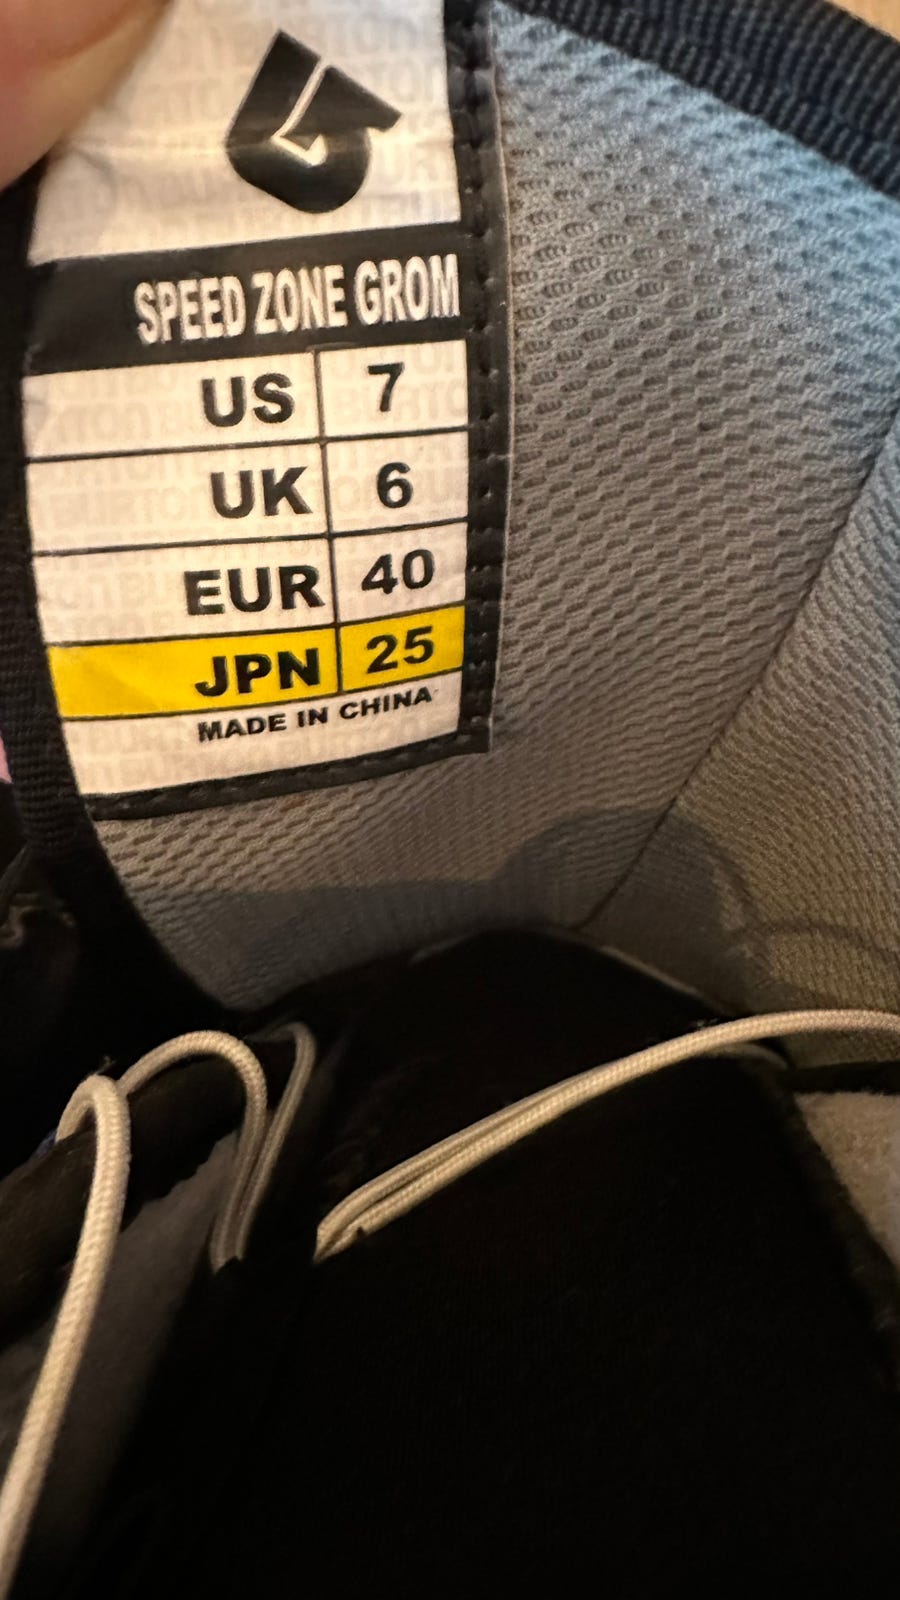 SPEED ZONE GROM
US 7
UK 6
EUR 40
JPN 25
MADE IN CHINA